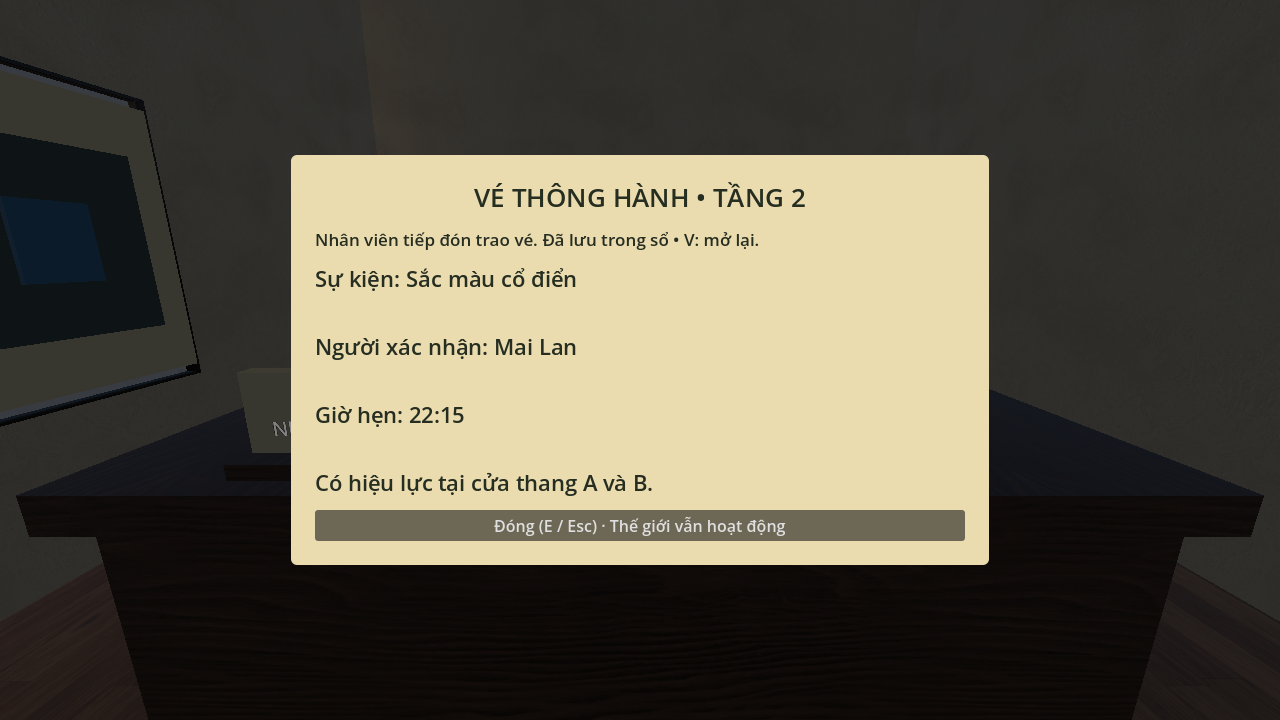 VÉ THÔNG HÀNH • TẦNG 2
Nhân viên tiếp đón trao vé. Đã lưu trong sổ • V: mở lại.
Sự kiện: Sắc màu cổ điển
Người xác nhận: Mai Lan
Giờ hẹn: 22:15
Có hiệu lực tại cửa thang A và B.
Đóng (E / Esc) · Thế giới vẫn hoạt động